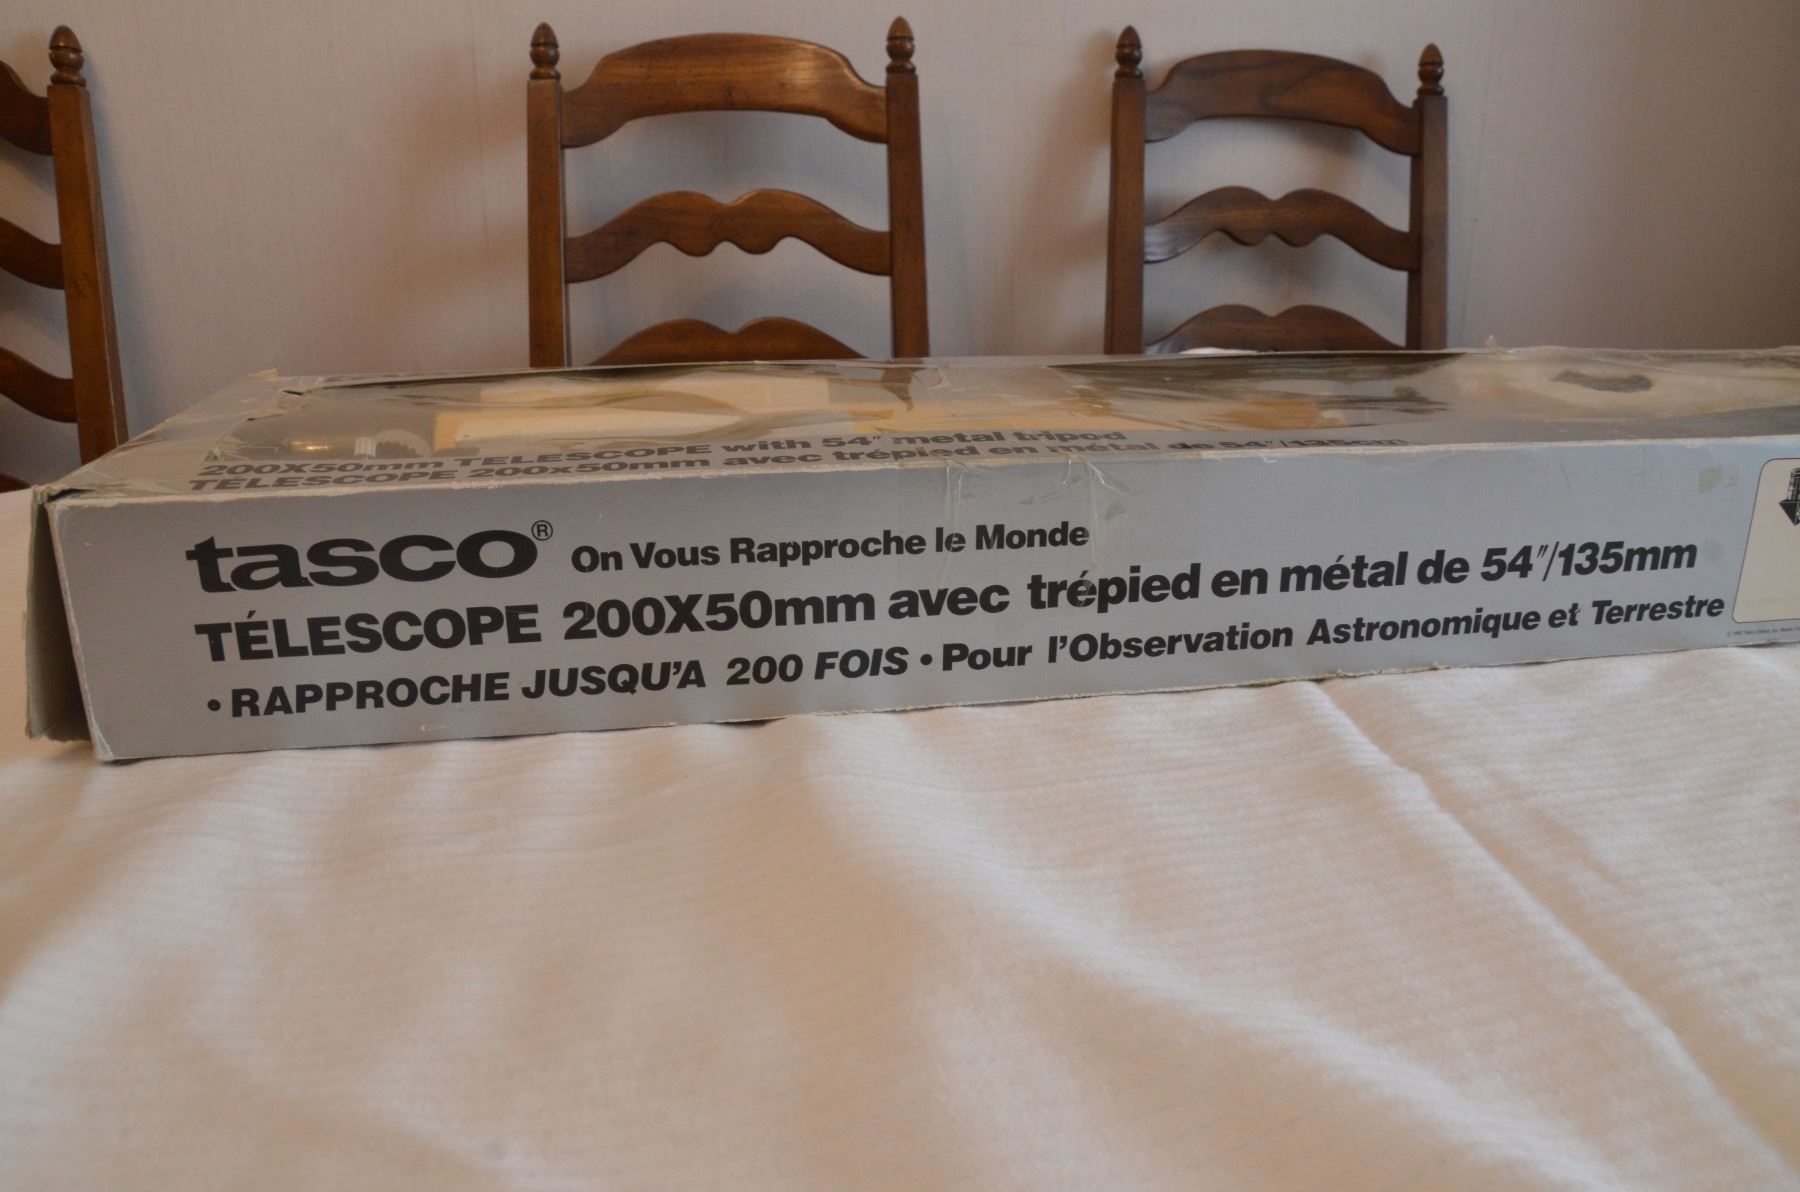 200X50mm TELESCOPE with 54″ metal tripod
TÉLESCOPE 200x50mm avec trépied en métal de 54″/135cm
tasco® On Vous Rapproche le Monde
TÉLESCOPE 200X50mm avec trépied en métal de 54″/135mm
• RAPPROCHE JUSQU'A 200 FOIS • Pour l'Observation Astronomique et Terrestre